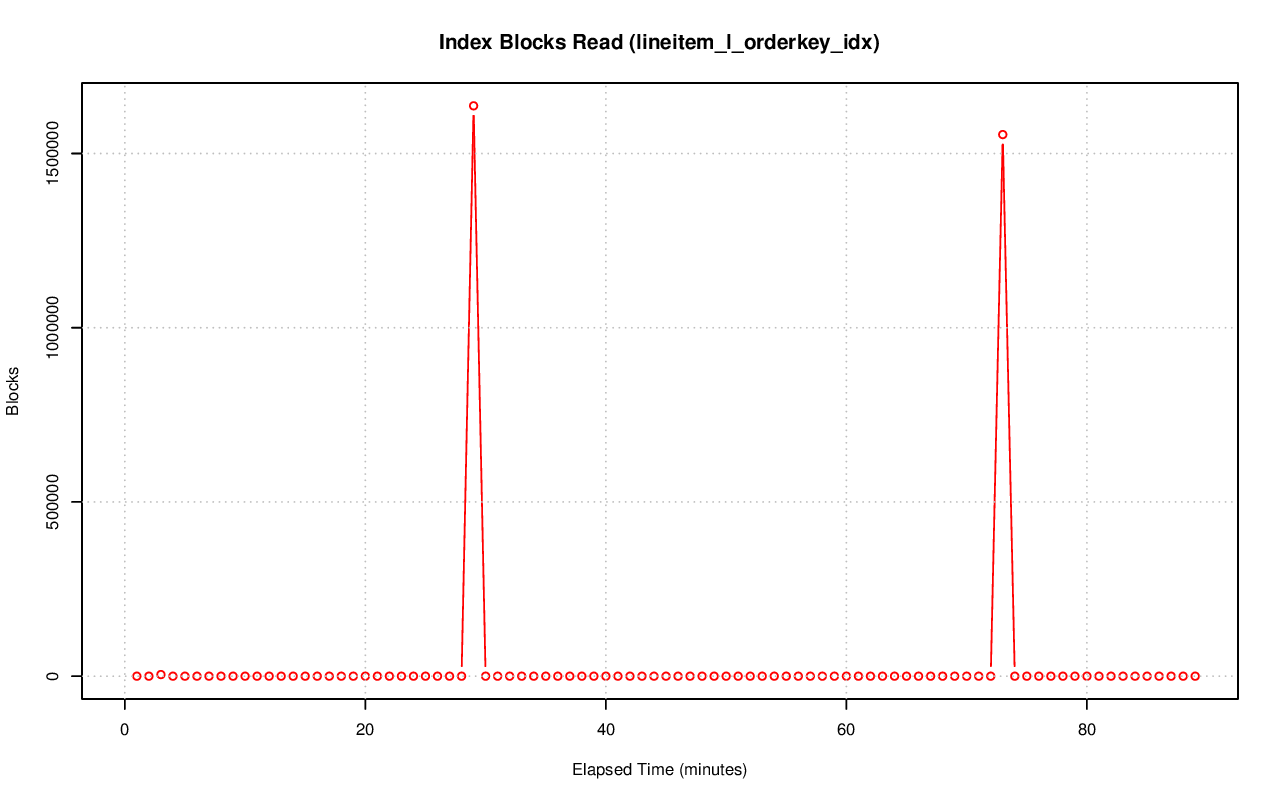 Index Blocks Read (lineitem_l_orderkey_idx)
Blocks
1500000
1000000
500000
0
0 20 40 60 80
Elapsed Time (minutes)